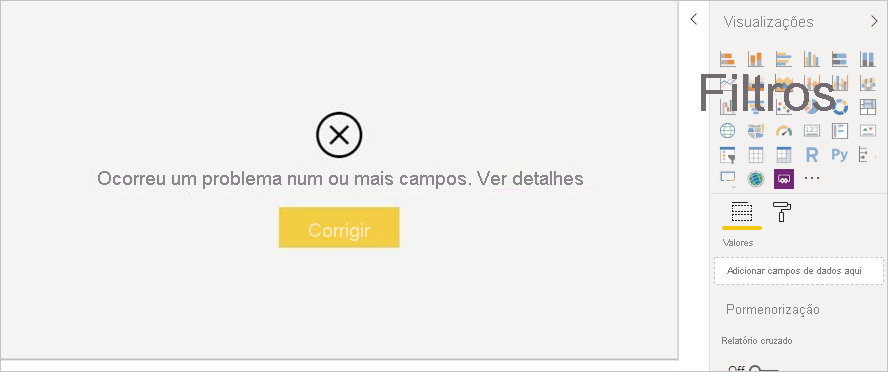 Visualizações
Filtros
123
R
Py
Ocorreu um problema num ou mais campos. Ver detalhes
Corrigir
Valores
Adicionar campos de dados aqui
Pormenorização
Relatório cruzado
Off